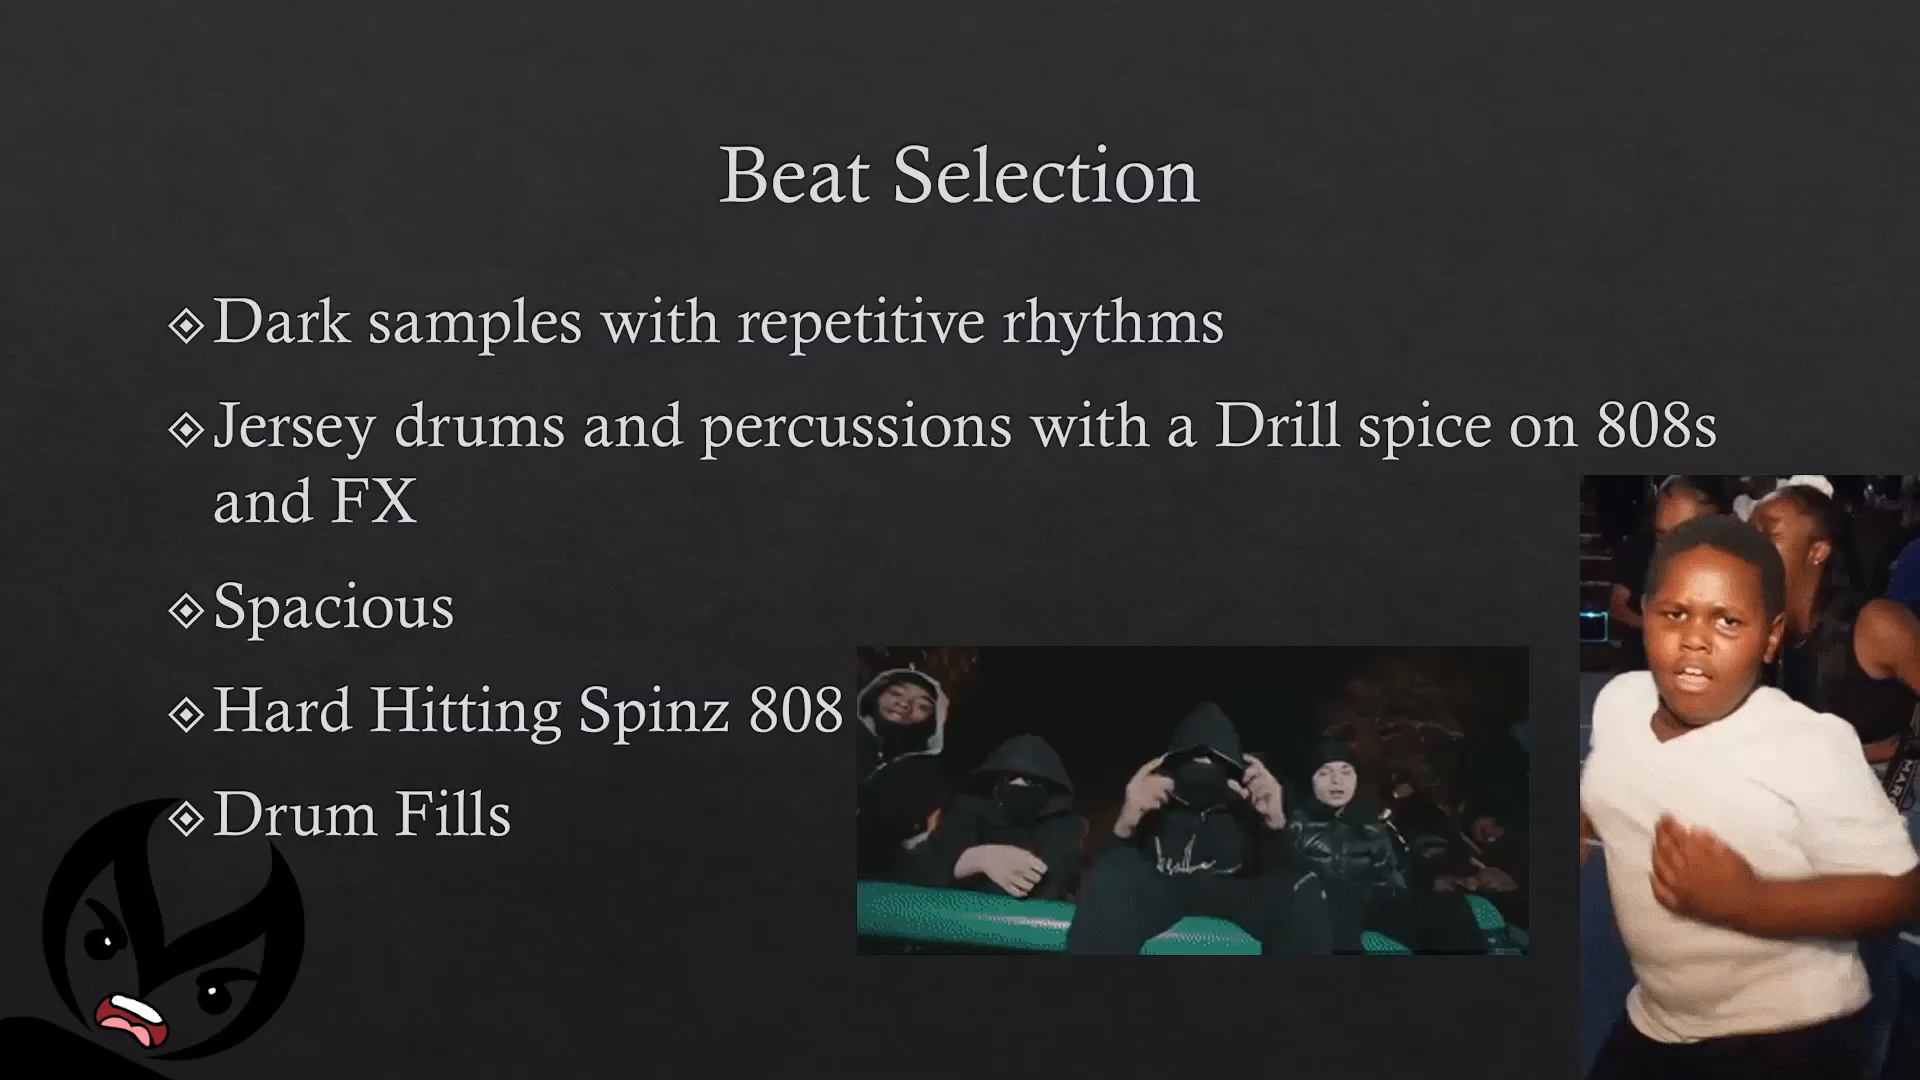 Beat Selection
Dark samples with repetitive rhythms
Jersey drums and percussions with a Drill spice on 808s
and FX
Spacious
Hard Hitting Spinz 808
Drum Fills